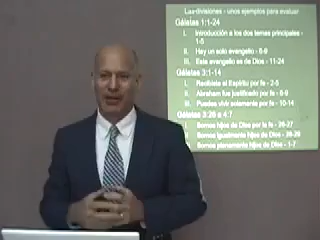 Las divisiones - unos ejemplos para evaluar
Gálatas 1:1-24
I. Introducción a los dos temas principales -
1-5
II. Hay un solo evangelio - 6-9
III. Este evangelio es de Dios - 11-24
Gálatas 3:1-14
I. Recibiste el Espíritu por fe - 2-5
II. Abraham fue justificado por fe - 6-9
III. Puedes vivir solamente por fe - 10-14
Gálatas 3:26 a 4:7
I. Somos hijos de Dios por la fe - 26-27
II. Somos igualmente hijos de Dios - 28-29
III. Somos plenamente hijos de Dios - 1-7